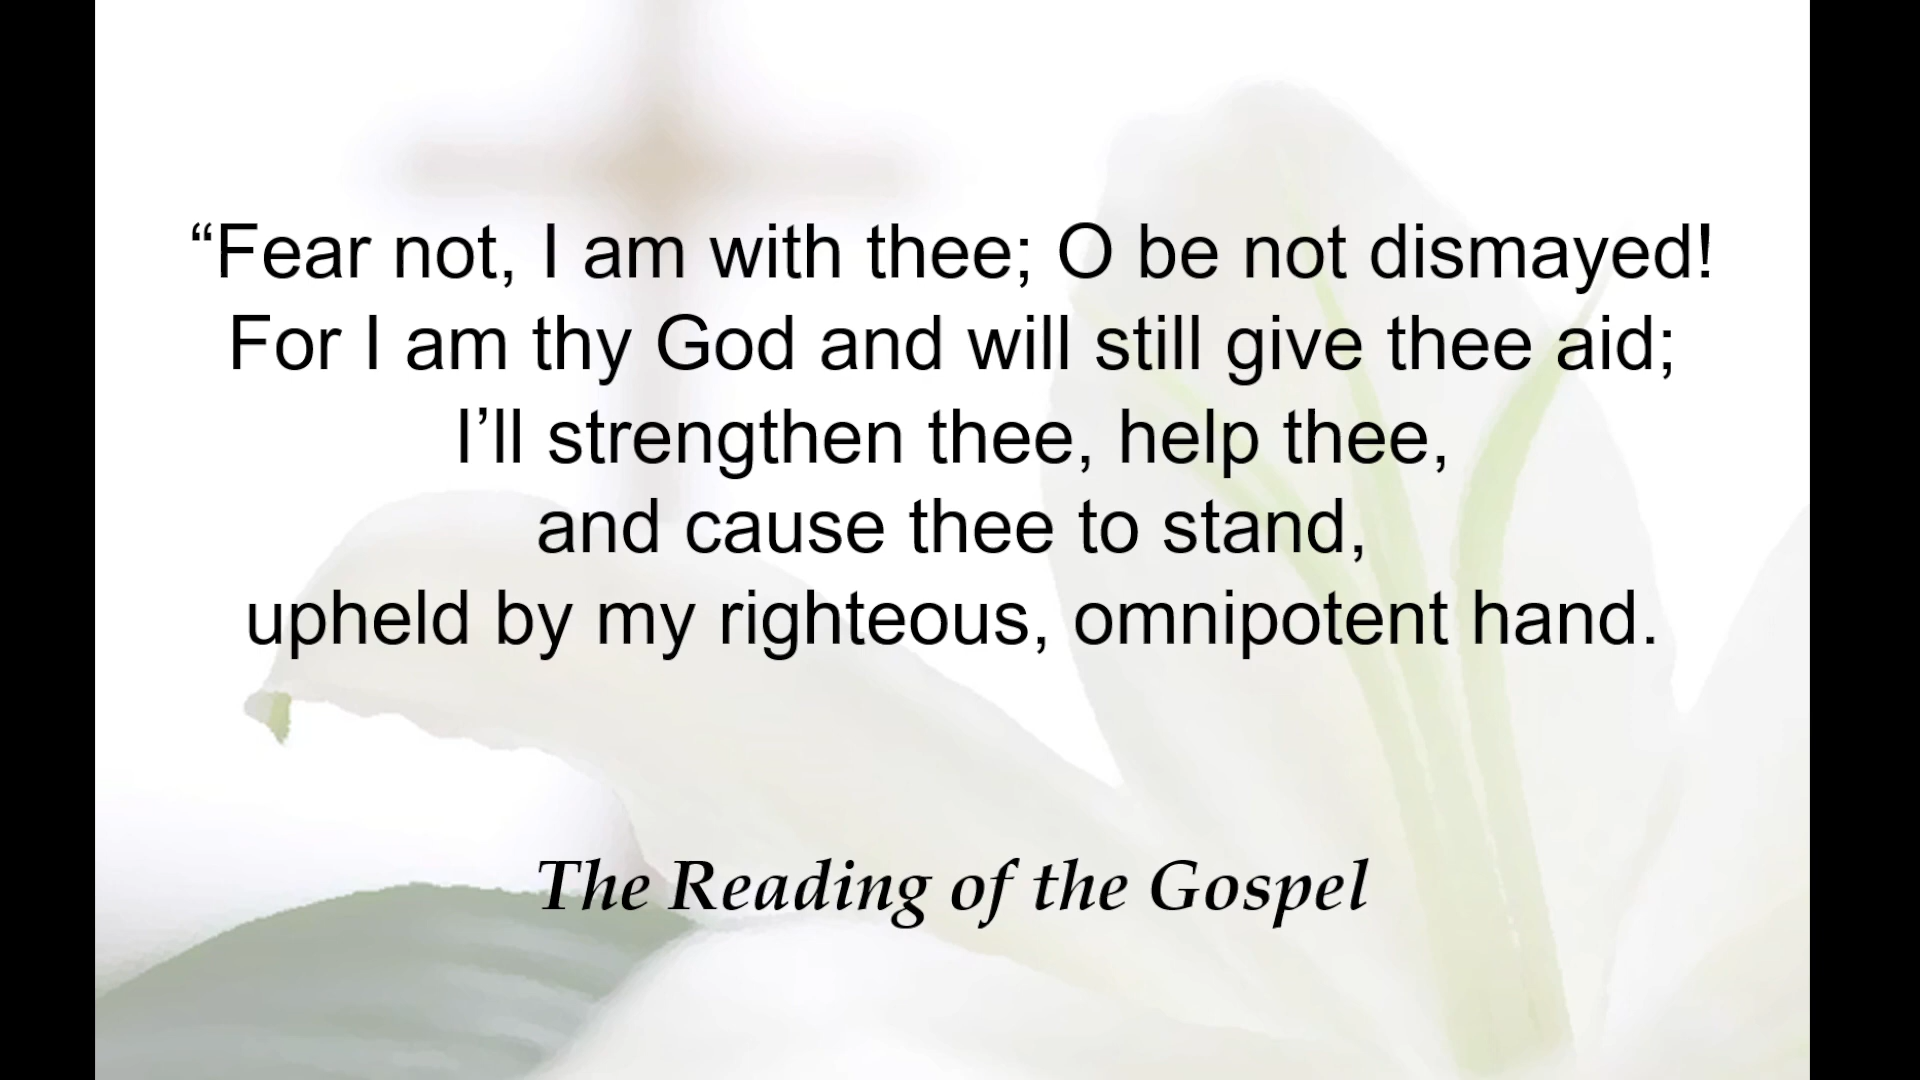 “Fear not, I am with thee; O be not dismayed!
For I am thy God and will still give thee aid;
I’ll strengthen thee, help thee,
and cause thee to stand,
upheld by my righteous, omnipotent hand.
The Reading of the Gospel